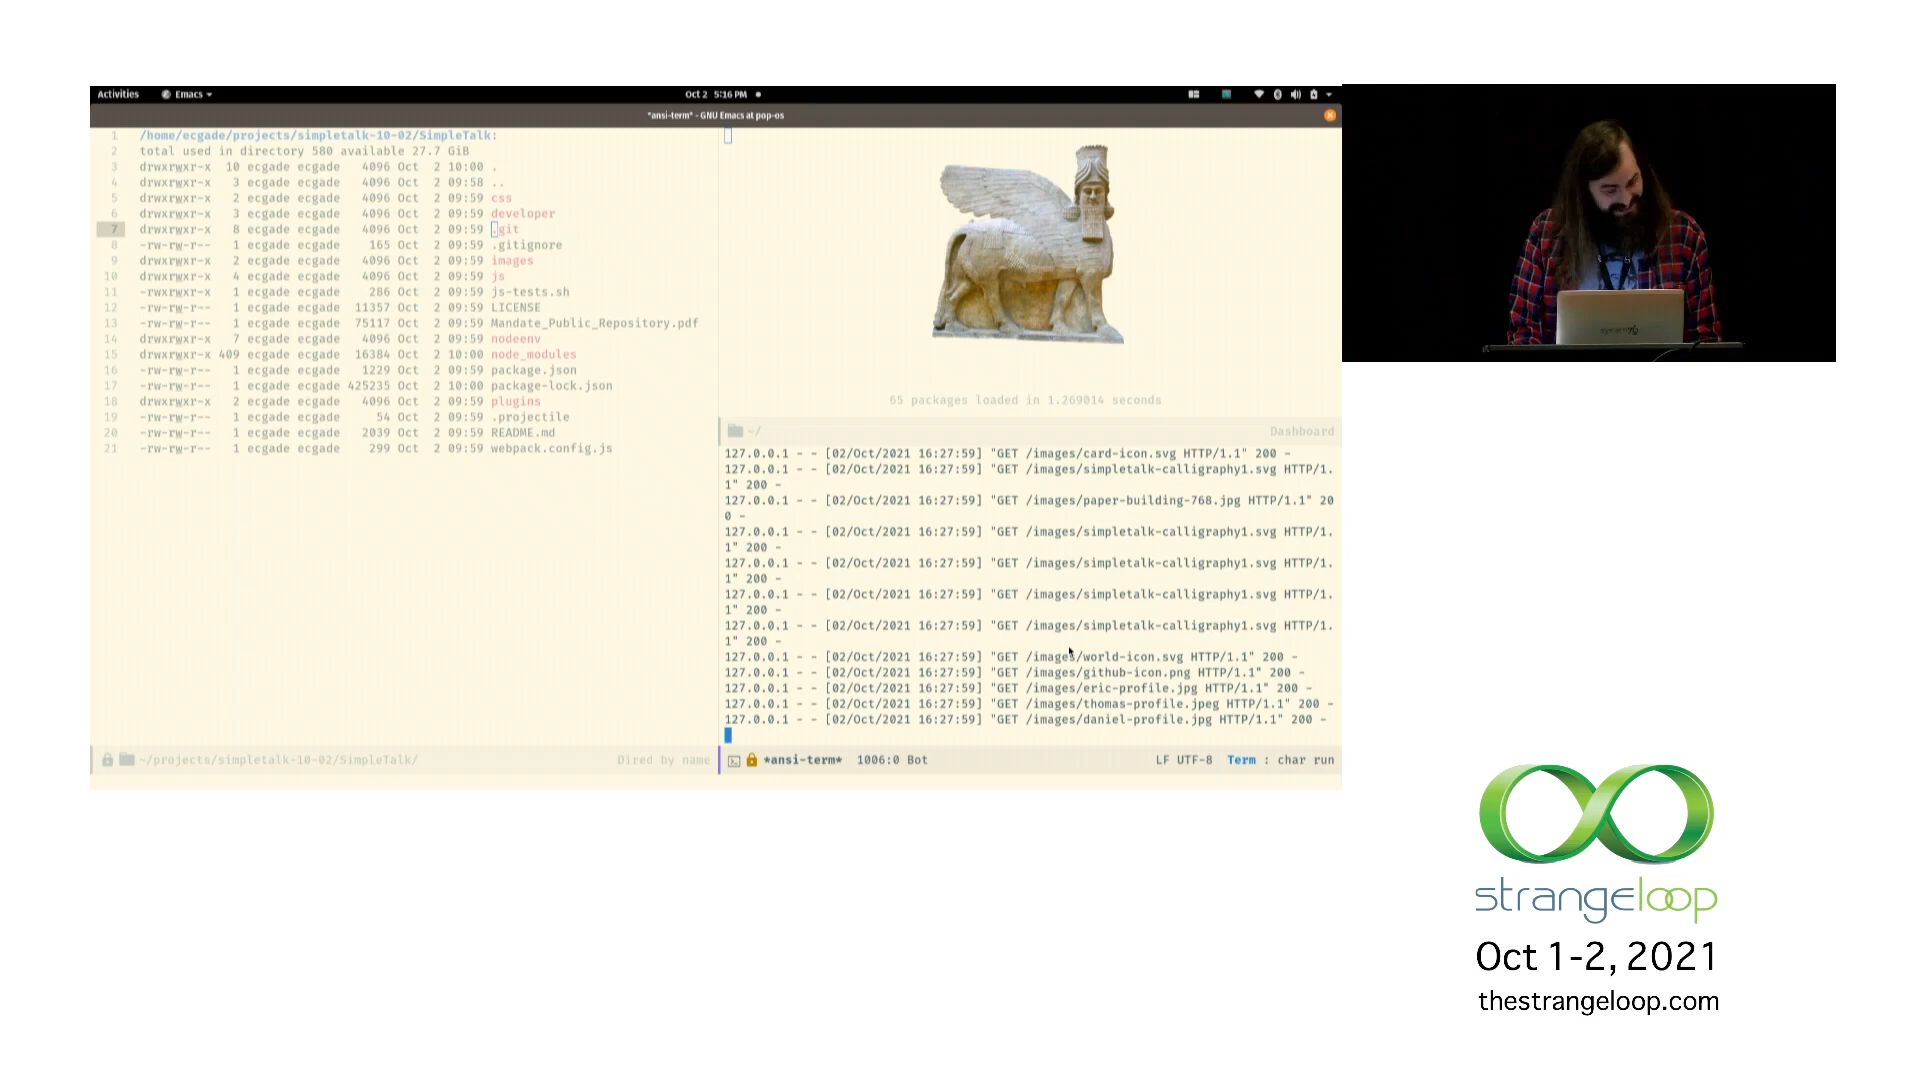 Activities Emacs Oct 2 5:16 PM
*ansi-term* - GNU Emacs at pop-os
1 /home/ecgade/projects/simpletalk-10-02/SimpleTalk:
2 total used in directory 580 available 27.7 GiB
3 drwxrwxr-x 10 ecgade ecgade 4096 Oct 2 10:00 .
4 drwxrwxr-x 3 ecgade ecgade 4096 Oct 2 09:58 ..
5 drwxrwxr-x 2 ecgade ecgade 4096 Oct 2 09:59 css
6 drwxrwxr-x 3 ecgade ecgade 4096 Oct 2 09:59 developer
7 drwxrwxr-x 8 ecgade ecgade 4096 Oct 2 09:59 .git
8 -rw-rw-r-- 1 ecgade ecgade 165 Oct 2 09:59 .gitignore
9 drwxrwxr-x 2 ecgade ecgade 4096 Oct 2 09:59 images
10 drwxrwxr-x 4 ecgade ecgade 4096 Oct 2 09:59 js
11 -rwxrwxr-x 1 ecgade ecgade 286 Oct 2 09:59 js-tests.sh
12 -rw-rw-r-- 1 ecgade ecgade 11357 Oct 2 09:59 LICENSE
13 -rw-rw-r-- 1 ecgade ecgade 75117 Oct 2 09:59 Mandate_Public_Repository.pdf
14 drwxrwxr-x 7 ecgade ecgade 4096 Oct 2 09:59 nodeenv
15 drwxrwxr-x 409 ecgade ecgade 16384 Oct 2 10:00 node_modules
16 -rw-rw-r-- 1 ecgade ecgade 1229 Oct 2 09:59 package.json
17 -rw-rw-r-- 1 ecgade ecgade 425235 Oct 2 10:00 package-lock.json
18 drwxrwxr-x 2 ecgade ecgade 4096 Oct 2 09:59 plugins
19 -rw-rw-r-- 1 ecgade ecgade 54 Oct 2 09:59 .projectile
20 -rw-rw-r-- 1 ecgade ecgade 2039 Oct 2 09:59 README.md
21 -rw-rw-r-- 1 ecgade ecgade 299 Oct 2 09:59 webpack.config.js
~/projects/simpletalk-10-02/SimpleTalk/ Dired by name
65 packages loaded in 1.269014 seconds
~/ Dashboard
127.0.0.1 - - [02/Oct/2021 16:27:59] "GET /images/card-icon.svg HTTP/1.1" 200 -
127.0.0.1 - - [02/Oct/2021 16:27:59] "GET /images/simpletalk-calligraphy1.svg HTTP/1.
1" 200 -
127.0.0.1 - - [02/Oct/2021 16:27:59] "GET /images/paper-building-768.jpg HTTP/1.1" 20
0 -
127.0.0.1 - - [02/Oct/2021 16:27:59] "GET /images/simpletalk-calligraphy1.svg HTTP/1.
1" 200 -
127.0.0.1 - - [02/Oct/2021 16:27:59] "GET /images/simpletalk-calligraphy1.svg HTTP/1.
1" 200 -
127.0.0.1 - - [02/Oct/2021 16:27:59] "GET /images/simpletalk-calligraphy1.svg HTTP/1.
1" 200 -
127.0.0.1 - - [02/Oct/2021 16:27:59] "GET /images/simpletalk-calligraphy1.svg HTTP/1.
1" 200 -
127.0.0.1 - - [02/Oct/2021 16:27:59] "GET /images/world-icon.svg HTTP/1.1" 200 -
127.0.0.1 - - [02/Oct/2021 16:27:59] "GET /images/github-icon.png HTTP/1.1" 200 -
127.0.0.1 - - [02/Oct/2021 16:27:59] "GET /images/eric-profile.jpg HTTP/1.1" 200 -
127.0.0.1 - - [02/Oct/2021 16:27:59] "GET /images/thomas-profile.jpeg HTTP/1.1" 200 -
127.0.0.1 - - [02/Oct/2021 16:27:59] "GET /images/daniel-profile.jpg HTTP/1.1" 200 -
*ansi-term* 1006:0 Bot LF UTF-8 Term : char run
system76
strangeloop
Oct 1-2, 2021
thestrangeloop.com